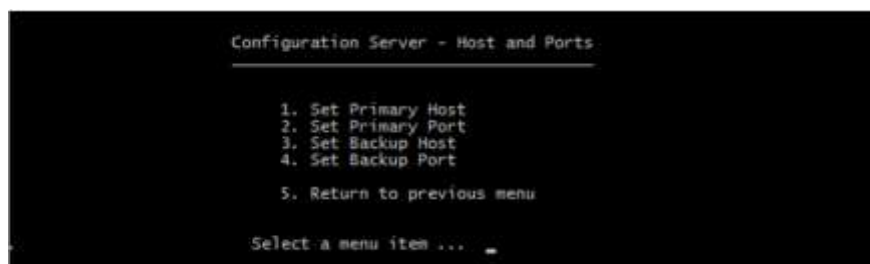 Configuration Server - Host and Ports
1. Set Primary Host
2. Set Primary Port
3. Set Backup Host
4. Set Backup Port
5. Return to previous menu
Select a menu item ... _